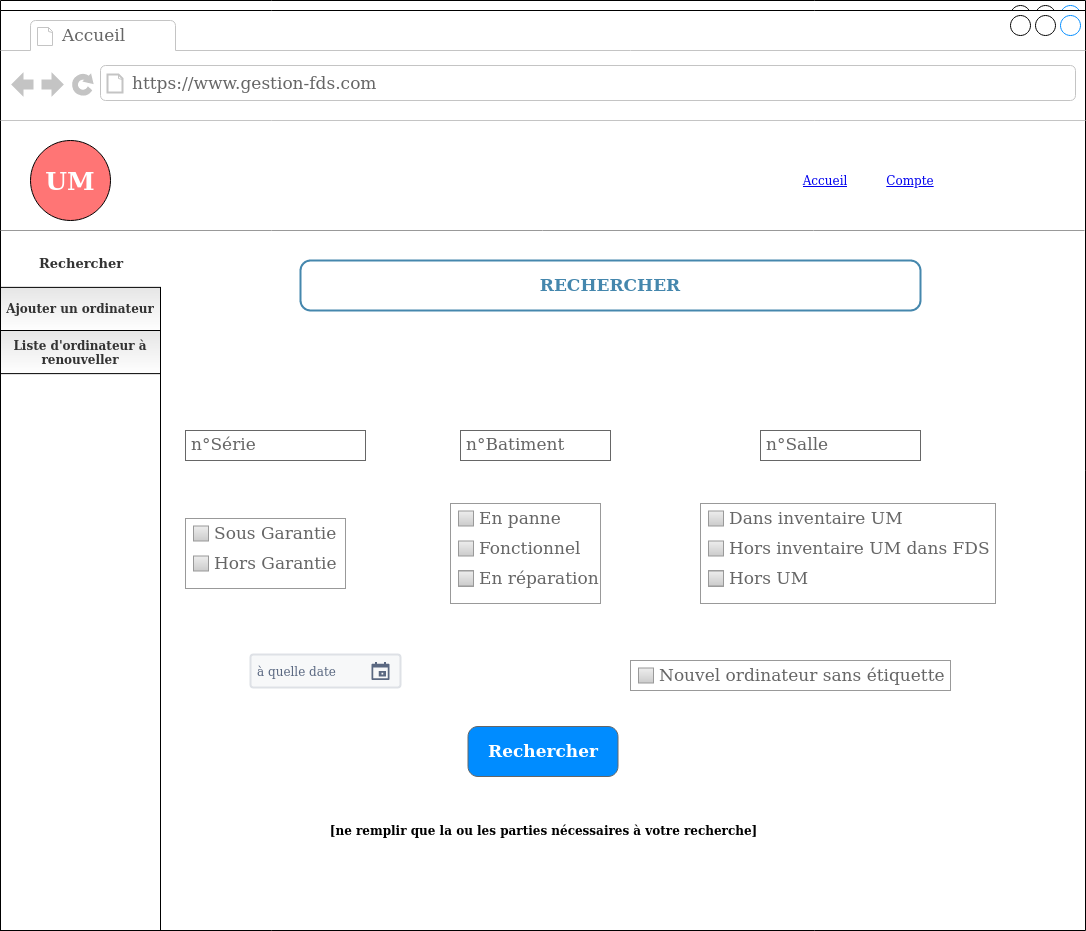 Accueil
https://www.gestion-fds.com
UM
Accueil
Compte
Rechercher
Ajouter un ordinateur
Liste d'ordinateur à
renouveller
RECHERCHER
n°Série
n°Batiment
n°Salle
Sous Garantie
Hors Garantie
En panne
Fonctionnel
En réparation
Dans inventaire UM
Hors inventaire UM dans FDS
Hors UM
à quelle date
Nouvel ordinateur sans étiquette
Rechercher
[ne remplir que la ou les parties nécessaires à votre recherche]